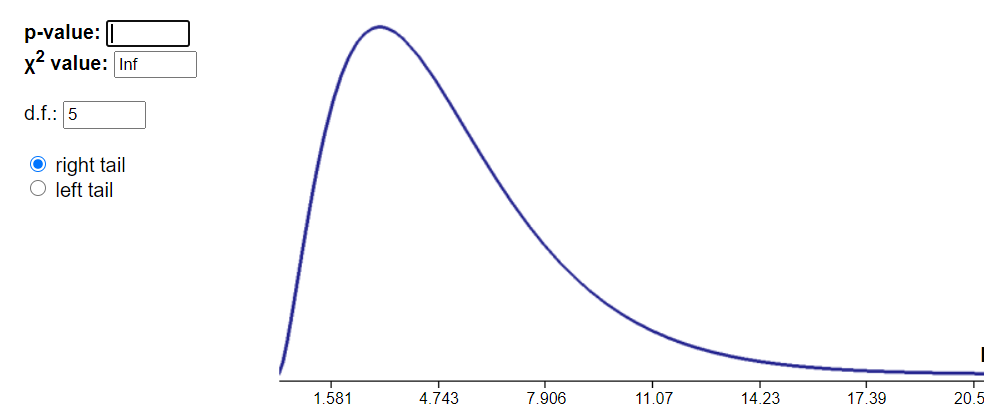 p-value:
χ² value: Inf
d.f.: 5
right tail
left tail
1.581 4.743 7.906 11.07 14.23 17.39 20.5